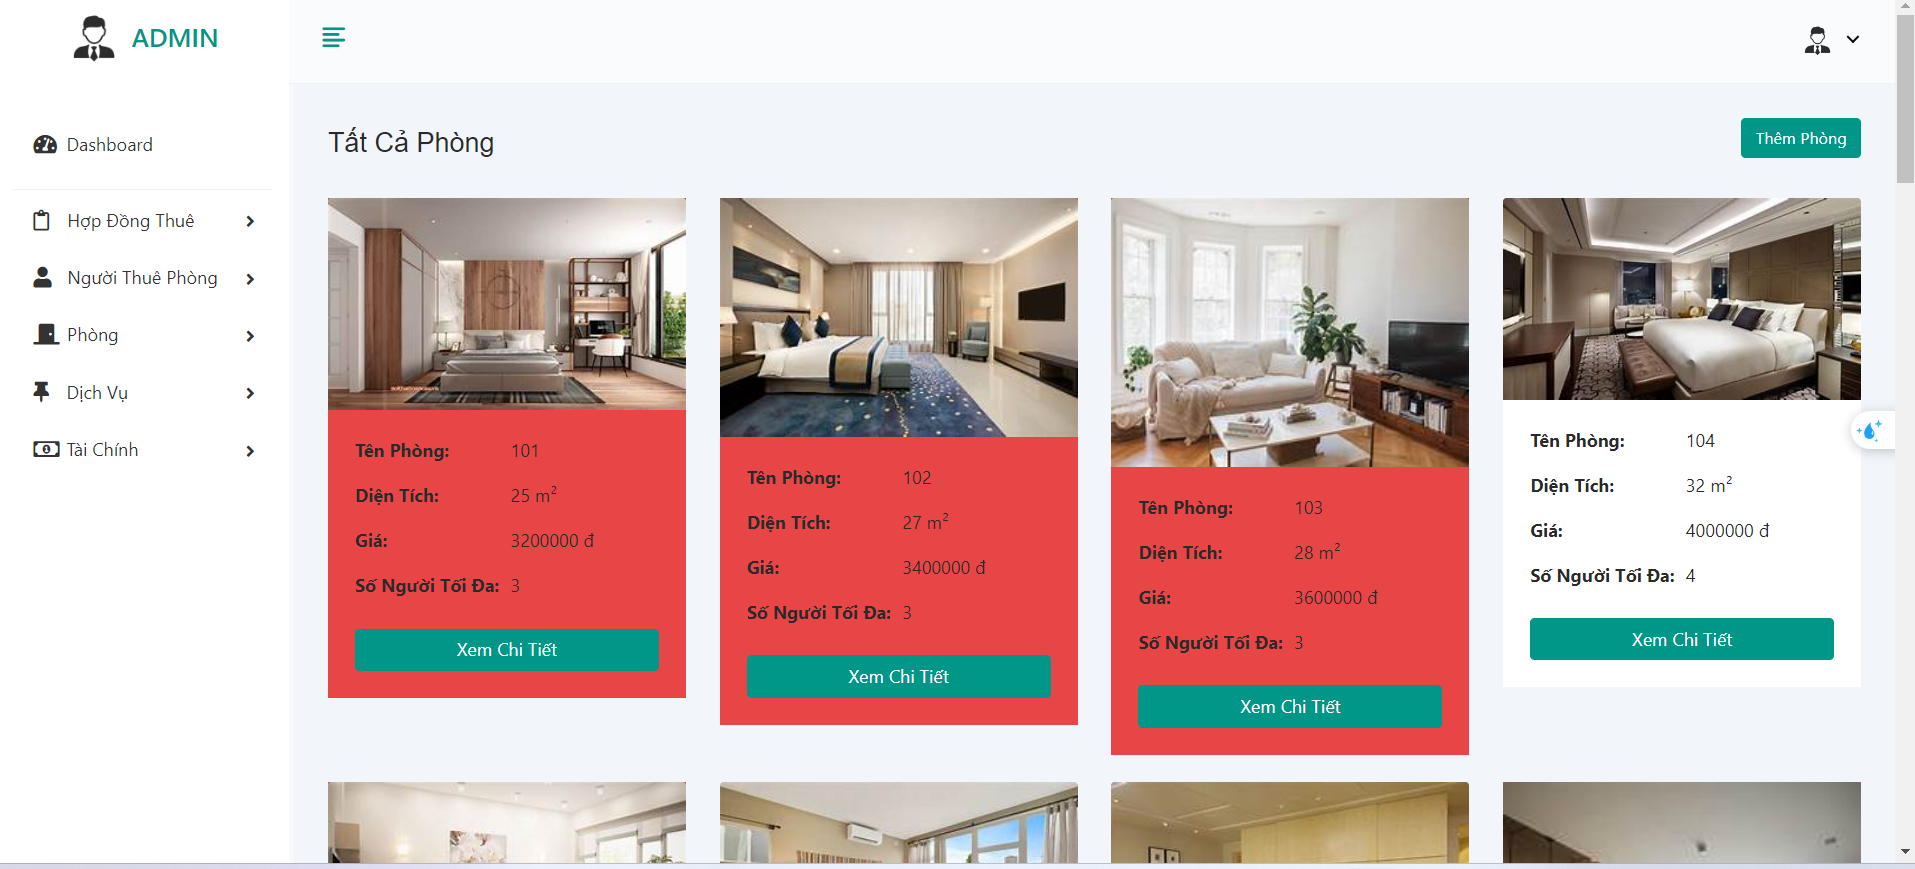 ADMIN
Dashboard
Hợp Đồng Thuê
Người Thuê Phòng
Phòng
Dịch Vụ
Tài Chính
Tất Cả Phòng
Thêm Phòng
Tên Phòng: 101
Diện Tích: 25 m²
Giá: 3200000 đ
Số Người Tối Đa: 3
Xem Chi Tiết
Tên Phòng: 102
Diện Tích: 27 m²
Giá: 3400000 đ
Số Người Tối Đa: 3
Xem Chi Tiết
Tên Phòng: 103
Diện Tích: 28 m²
Giá: 3600000 đ
Số Người Tối Đa: 3
Xem Chi Tiết
Tên Phòng: 104
Diện Tích: 32 m²
Giá: 4000000 đ
Số Người Tối Đa: 4
Xem Chi Tiết